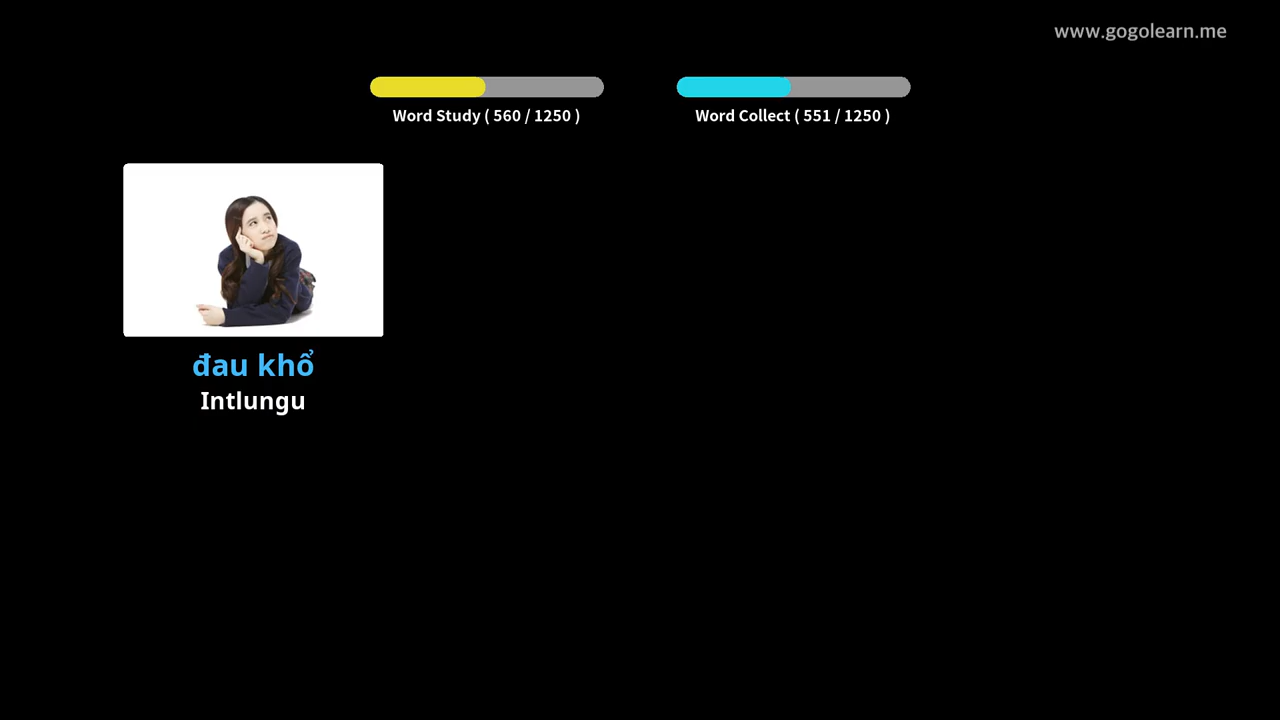 www.gogolearn.me
Word Study ( 560 / 1250 )
Word Collect ( 551 / 1250 )
đau khổ
Intlungu